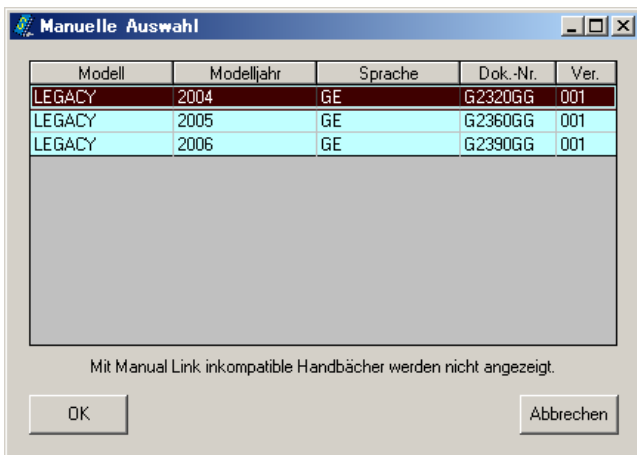 Manuelle Auswahl
Modell Modelljahr Sprache Dok.-Nr. Ver.
LEGACY 2004 GE G2320GG 001
LEGACY 2005 GE G2360GG 001
LEGACY 2006 GE G2390GG 001
Mit Manual Link inkompatible Handbächer werden nicht angezeigt.
OK Abbrechen